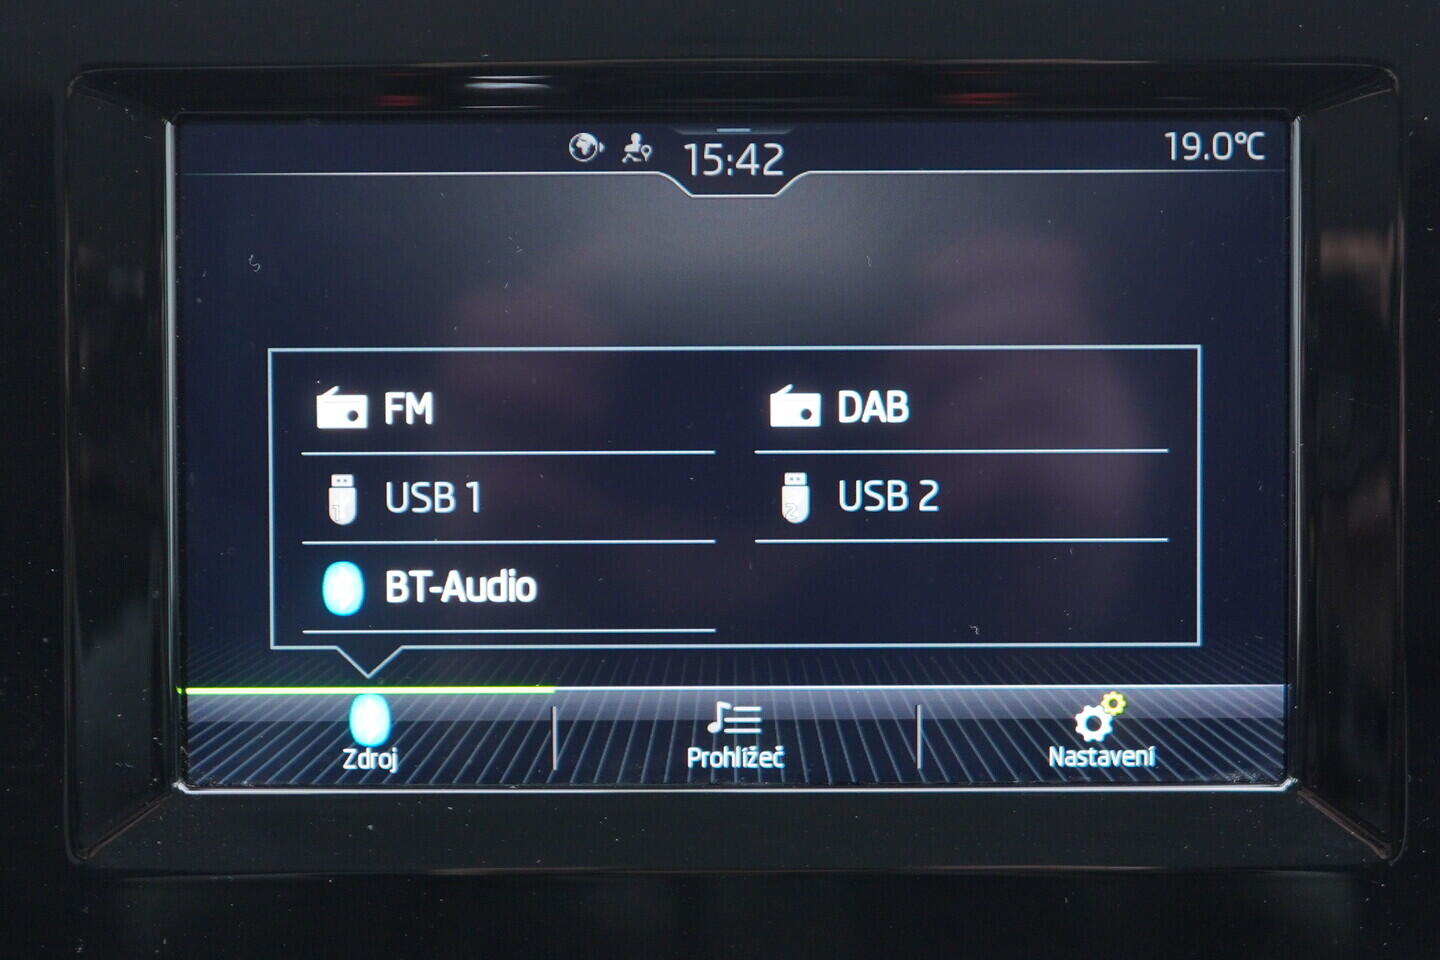 15:42
19.0°C
FM
DAB
USB 1
USB 2
BT-Audio
Zdroj
Prohlížeč
Nastavení